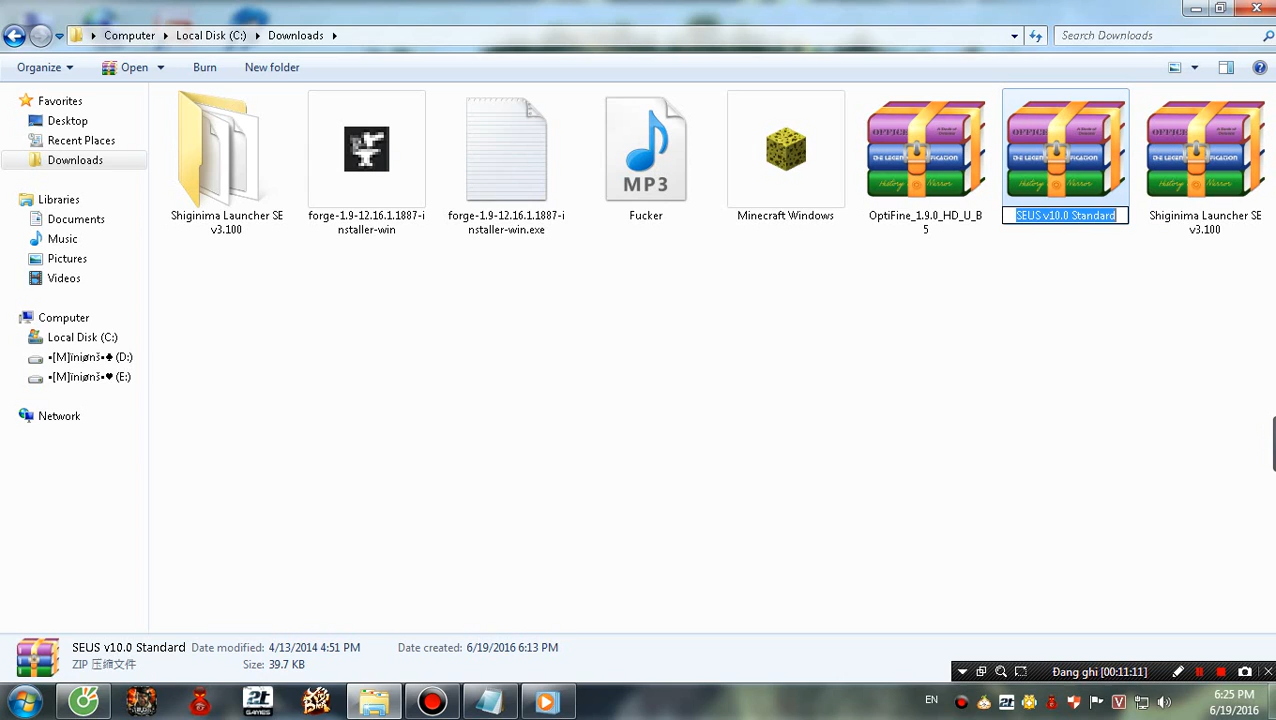 Computer Local Disk (C:) Downloads
Search Downloads
Organize Open Burn New folder
Favorites
Desktop
Recent Places
Downloads
Libraries
Documents
Music
Pictures
Videos
Computer
Local Disk (C:)
•[M]ïniønš•♠ (D:)
•[M]ïniønš•♥ (E:)
Network
Shiginima Launcher SE
v3.100
forge-1.9-12.16.1.1887-i
nstaller-win
forge-1.9-12.16.1.1887-i
nstaller-win.exe
MP3
Fucker
Minecraft Windows
OptiFine_1.9.0_HD_U_B
5
SEUS v10.0 Standard
Shiginima Launcher SE
v3.100
SEUS v10.0 Standard Date modified: 4/13/2014 4:51 PM Date created: 6/19/2016 6:13 PM
ZIP 压缩文件 Size: 39.7 KB
Đang ghi [00:11:11]
2t
GAMES
EN
6:25 PM
6/19/2016